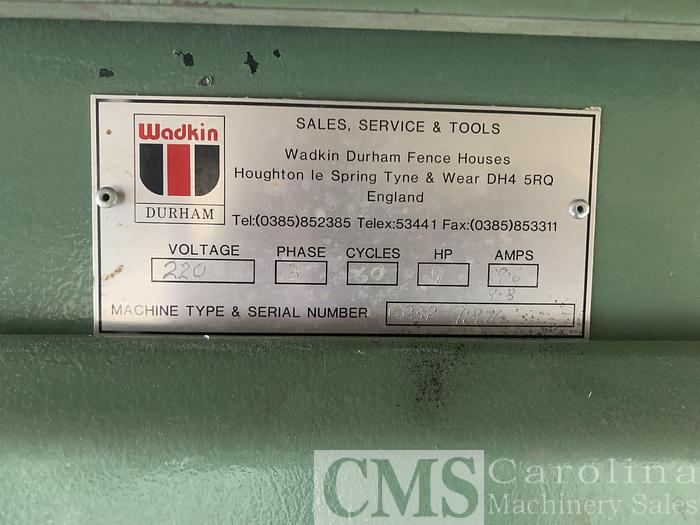 Wadkin
DURHAM
SALES, SERVICE & TOOLS
Wadkin Durham Fence Houses
Houghton le Spring Tyne & Wear DH4 5RQ
England
Tel:(0385)852385 Telex:53441 Fax:(0385)853311
VOLTAGE PHASE CYCLES HP AMPS
220 3 60
MACHINE TYPE & SERIAL NUMBER
CMS Carolina
Machinery Sales